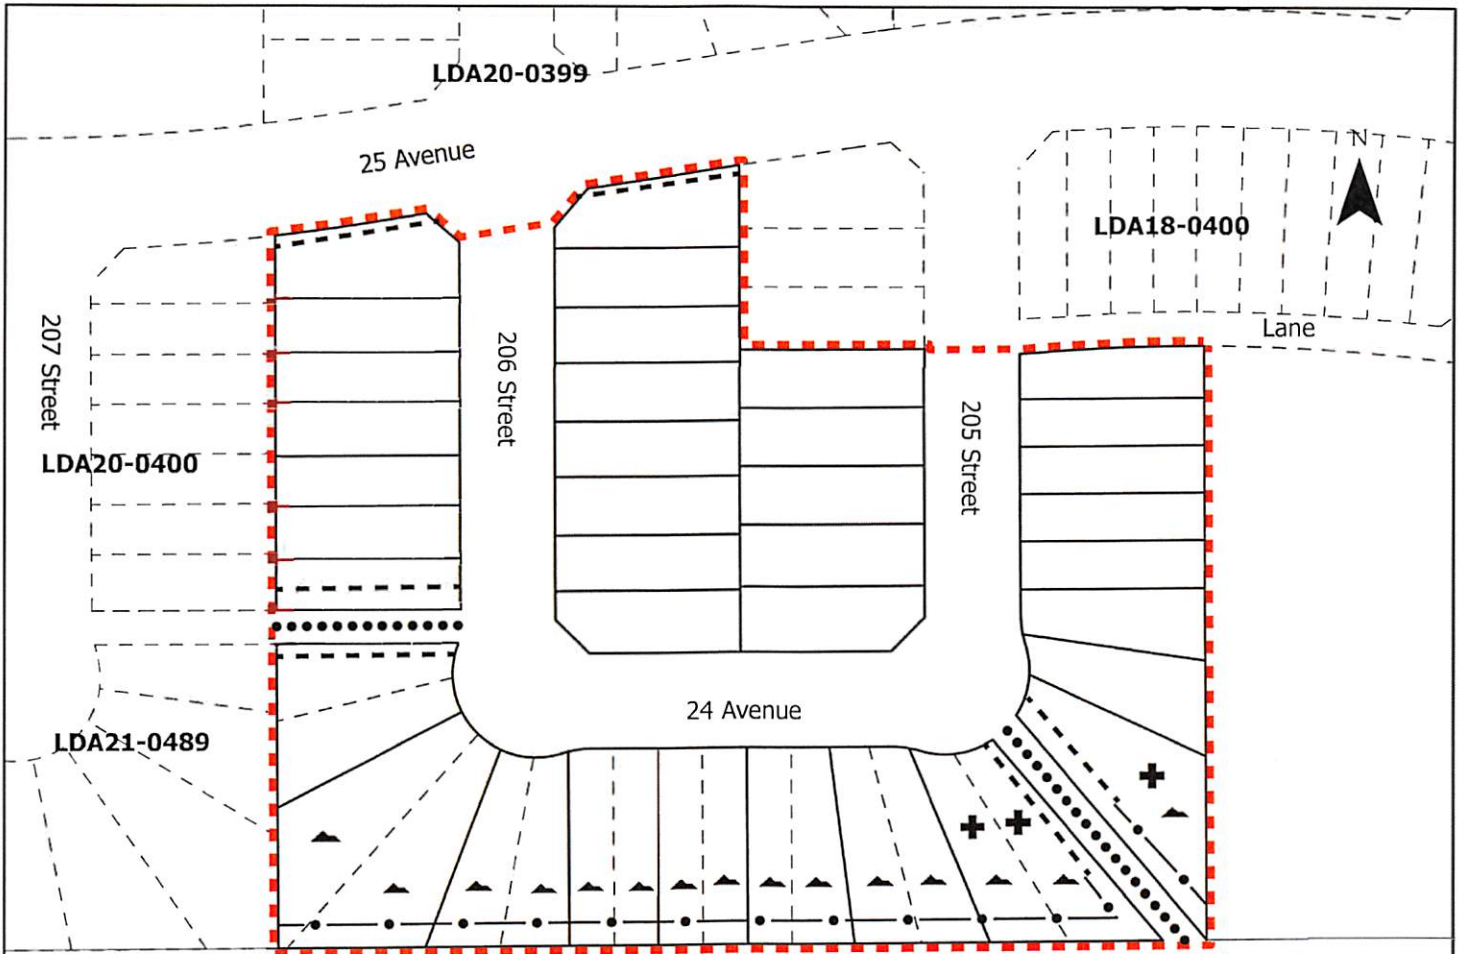 LDA20-0399
25 Avenue
N
LDA18-0400
Lane
207 Street
206 Street
205 Street
LDA20-0400
24 Avenue
LDA21-0489